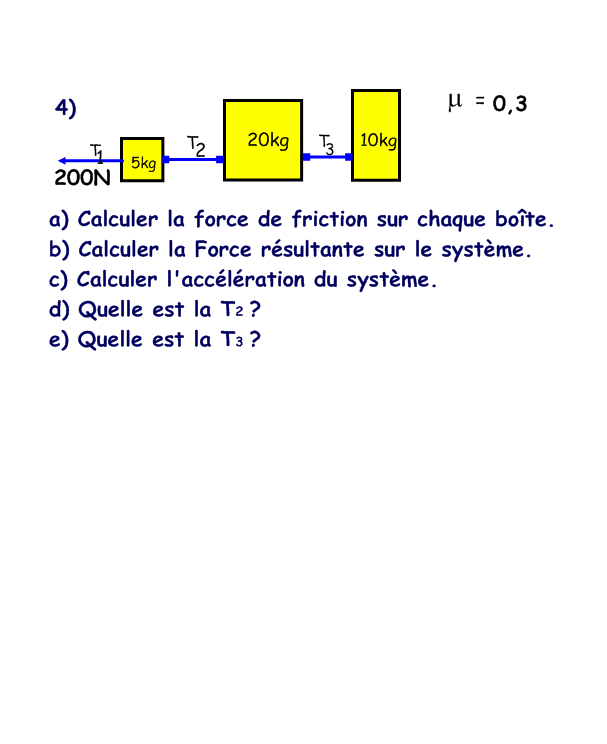 4)
μ = 0,3
T1
200N
5kg
T2
20kg
T3
10kg
a) Calculer la force de friction sur chaque boîte.
b) Calculer la Force résultante sur le système.
c) Calculer l'accélération du système.
d) Quelle est la T2 ?
e) Quelle est la T3 ?